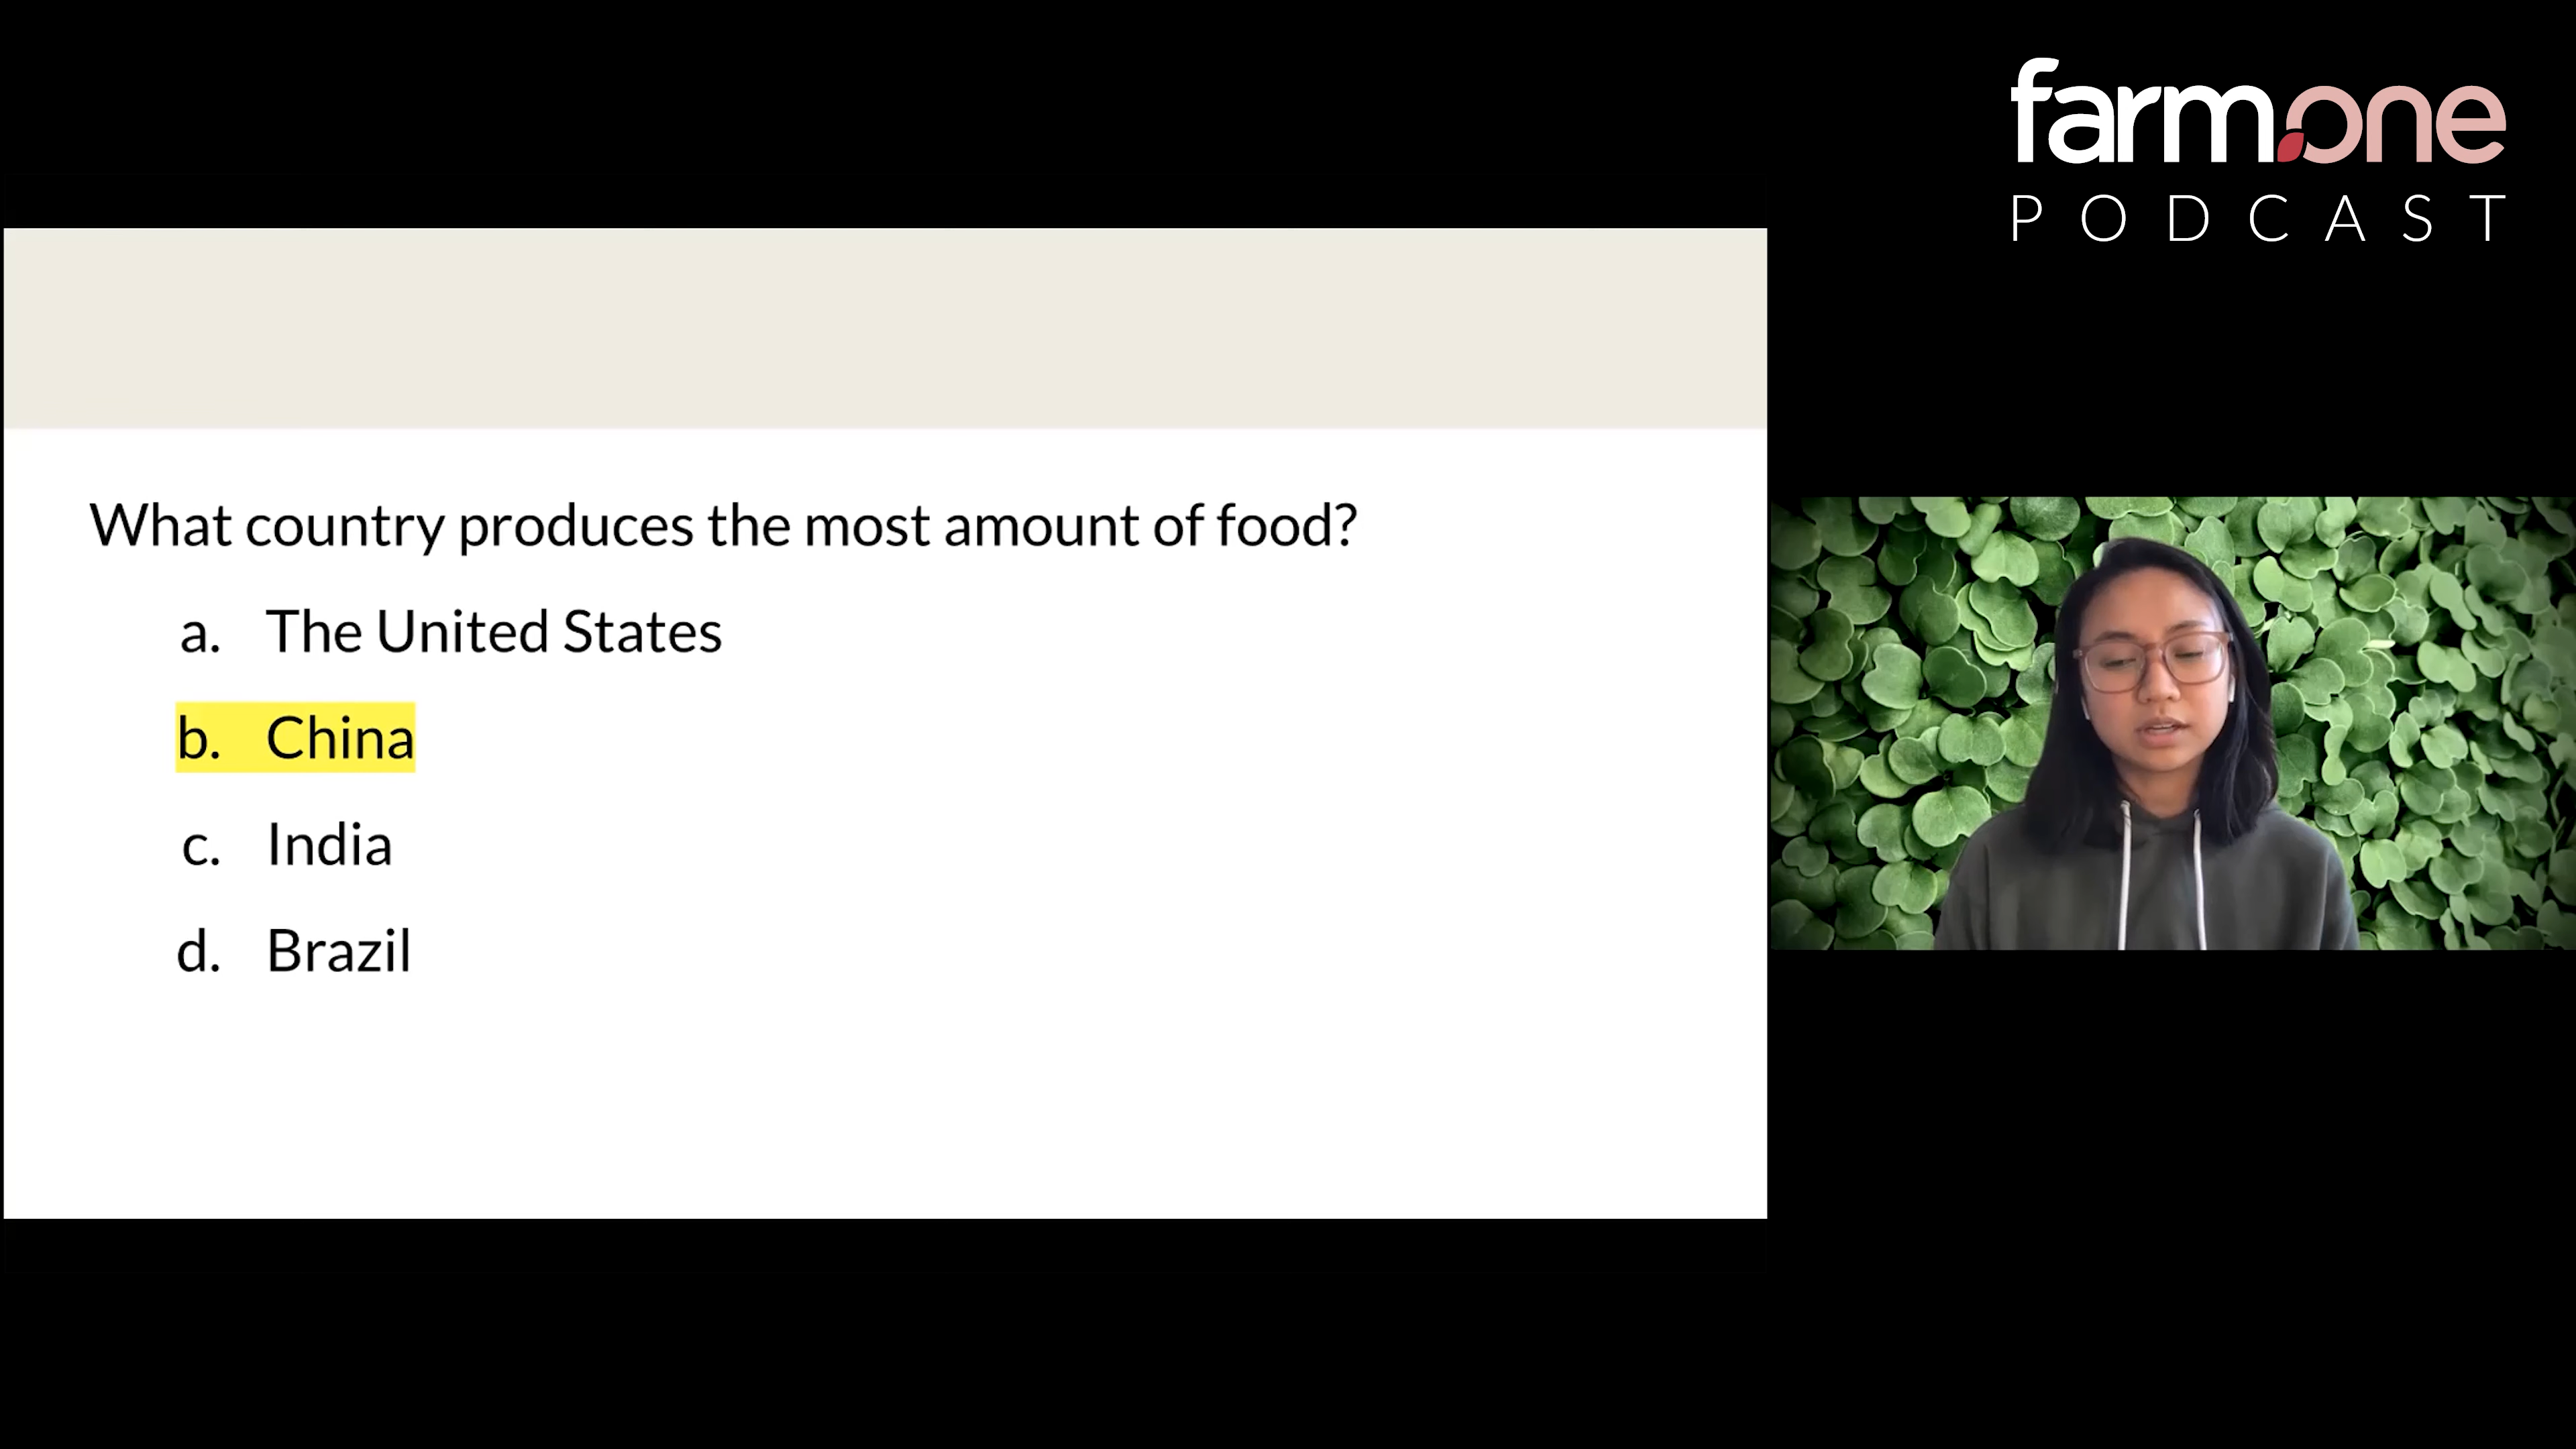 farm.one
PODCAST
What country produces the most amount of food?
a. The United States
b. China
c. India
d. Brazil